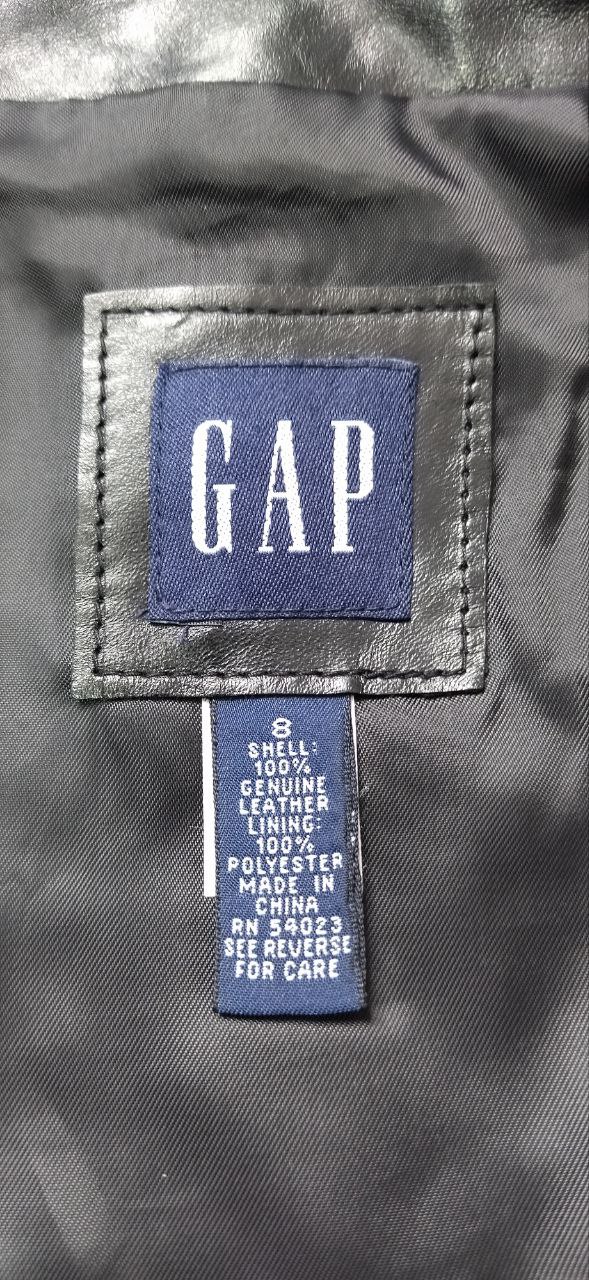 GAP
8
SHELL:
100%
GENUINE
LEATHER
LINING:
100%
POLYESTER
MADE IN
CHINA
RN 54023
SEE REVERSE
FOR CARE